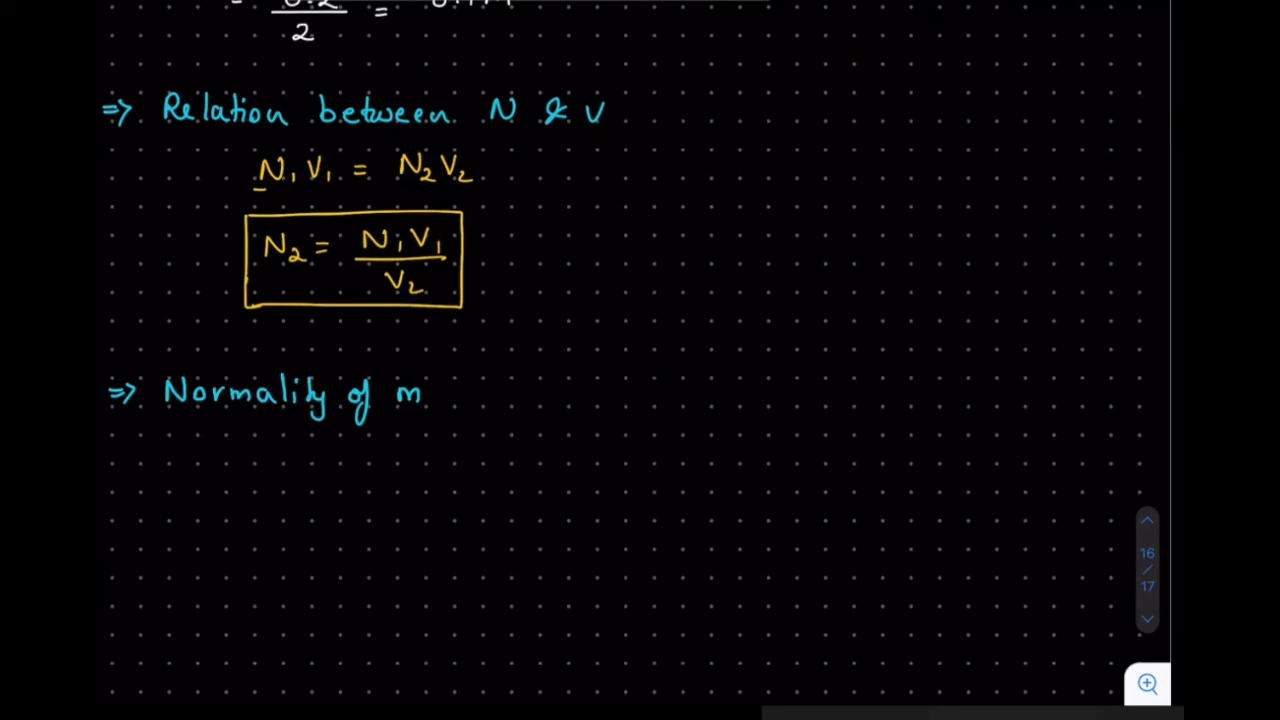 = 2 =
⇒ Relation between N & V
N₁V₁ = N₂V₂
N₂ = N₁V₁ / V₂
⇒ Normality of m
16
/
17